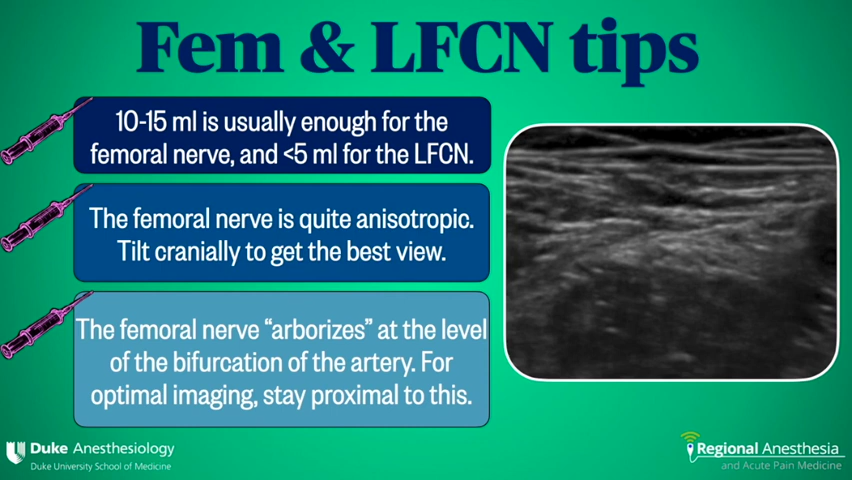 Fem & LFCN tips
10-15 ml is usually enough for the
femoral nerve, and <5 ml for the LFCN.
The femoral nerve is quite anisotropic.
Tilt cranially to get the best view.
The femoral nerve “arborizes” at the level
of the bifurcation of the artery. For
optimal imaging, stay proximal to this.
Duke Anesthesiology
Duke University School of Medicine
Regional Anesthesia
and Acute Pain Medicine